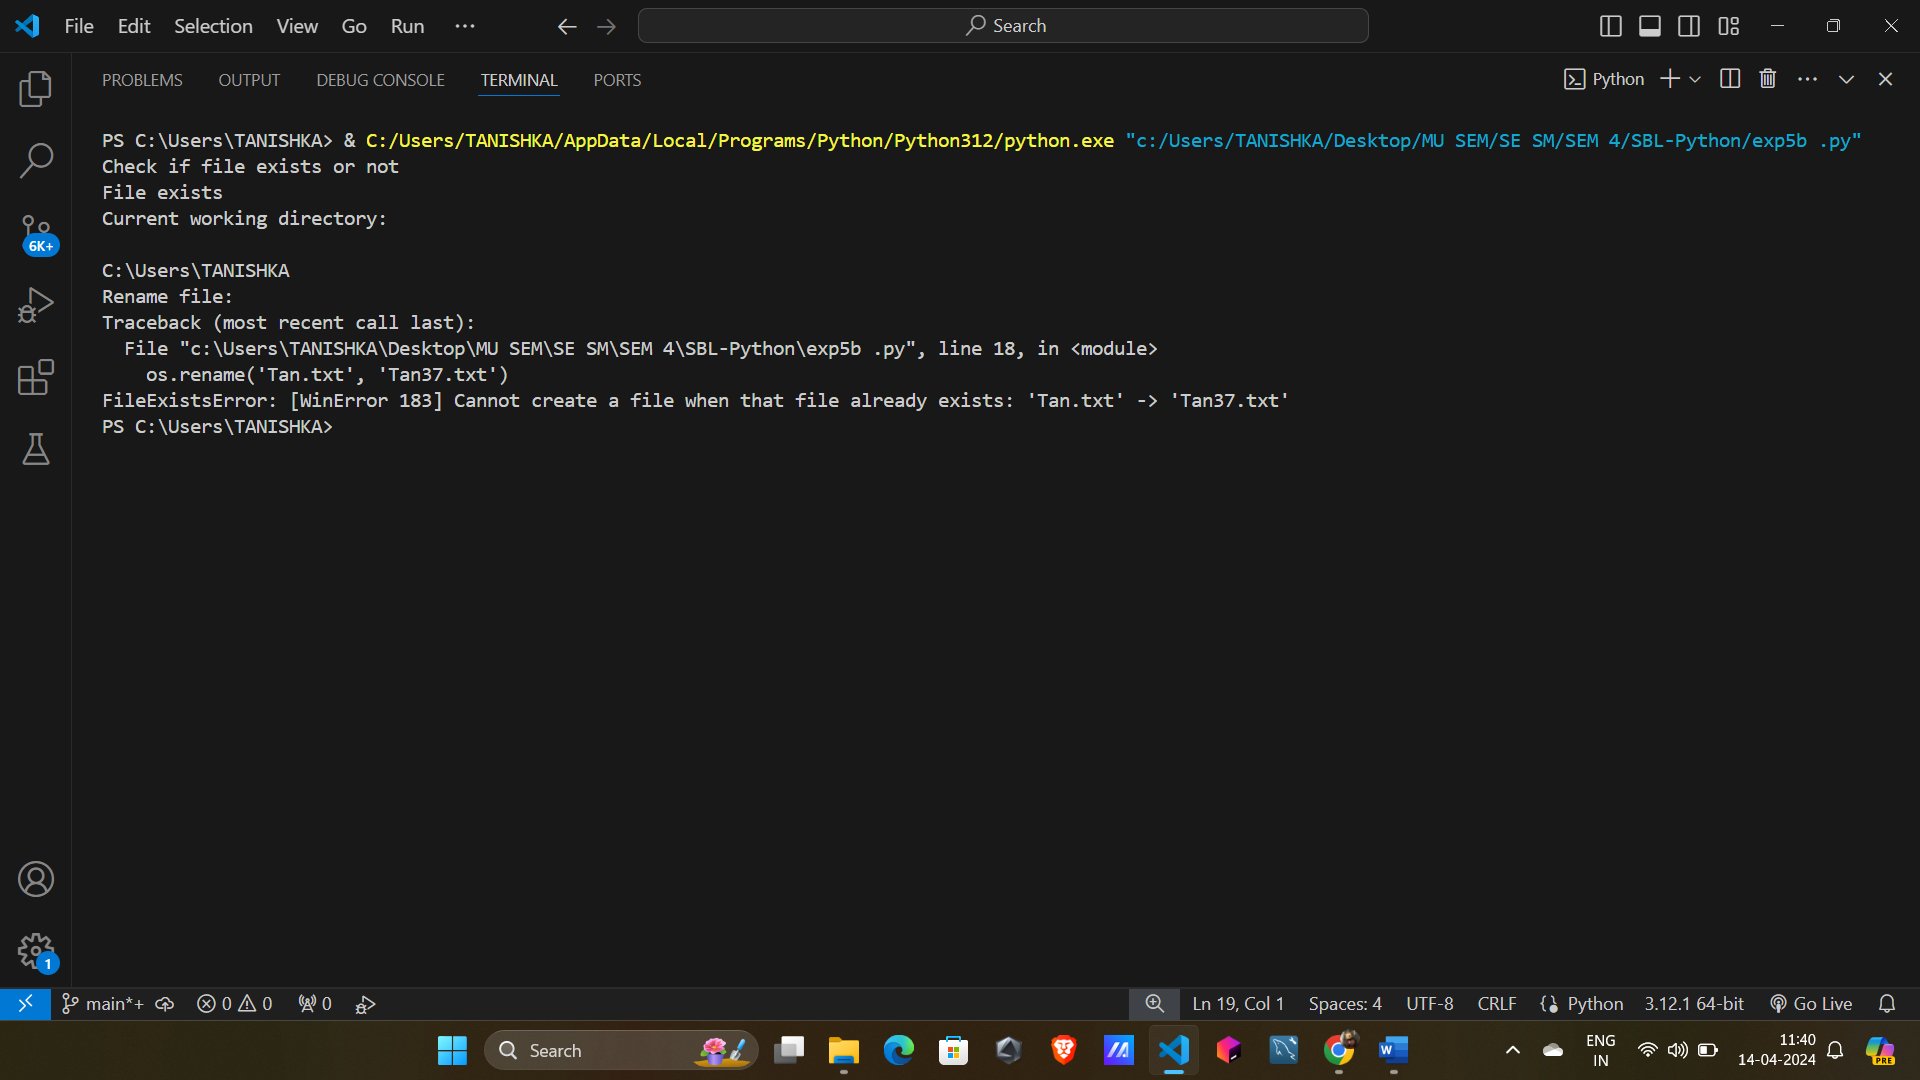 File Edit Selection View Go Run ··· Search
PROBLEMS OUTPUT DEBUG CONSOLE TERMINAL PORTS Python
PS C:\Users\TANISHKA> & C:/Users/TANISHKA/AppData/Local/Programs/Python/Python312/python.exe "c:/Users/TANISHKA/Desktop/MU SEM/SE SM/SEM 4/SBL-Python/exp5b .py"
Check if file exists or not
File exists
Current working directory:
C:\Users\TANISHKA
Rename file:
Traceback (most recent call last):
File "c:\Users\TANISHKA\Desktop\MU SEM\SE SM\SEM 4\SBL-Python\exp5b .py", line 18, in <module>
os.rename('Tan.txt', 'Tan37.txt')
FileExistsError: [WinError 183] Cannot create a file when that file already exists: 'Tan.txt' -> 'Tan37.txt'
PS C:\Users\TANISHKA>
6K+
1
main*+ 0 0 0 Ln 19, Col 1 Spaces: 4 UTF-8 CRLF Python 3.12.1 64-bit Go Live
Search W ENG 11:40
IN 14-04-2024 PRE